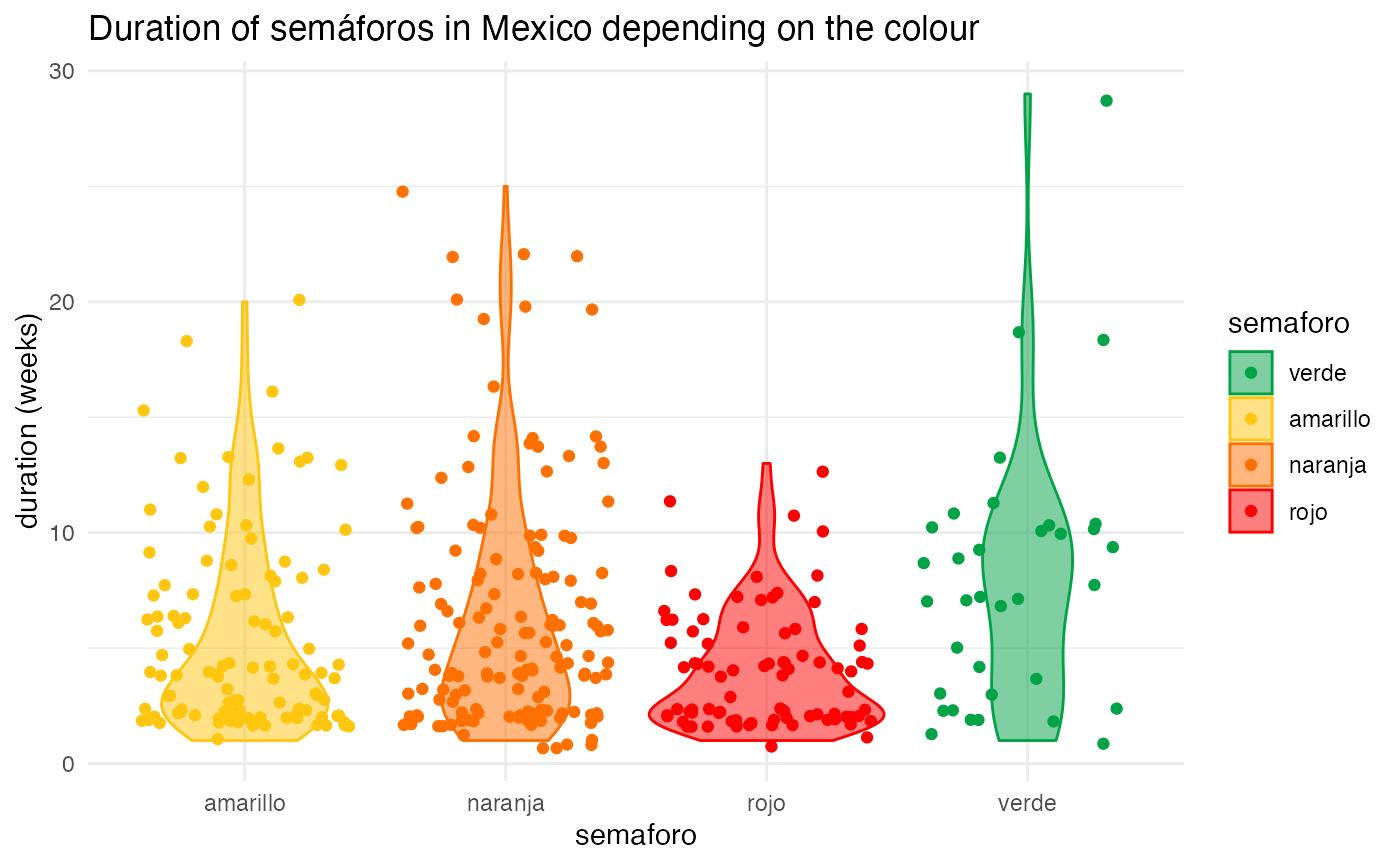 Duration of semáforos in Mexico depending on the colour
30
20
10
0
duration (weeks)
amarillo
naranja
rojo
verde
semaforo
semaforo
verde
amarillo
naranja
rojo